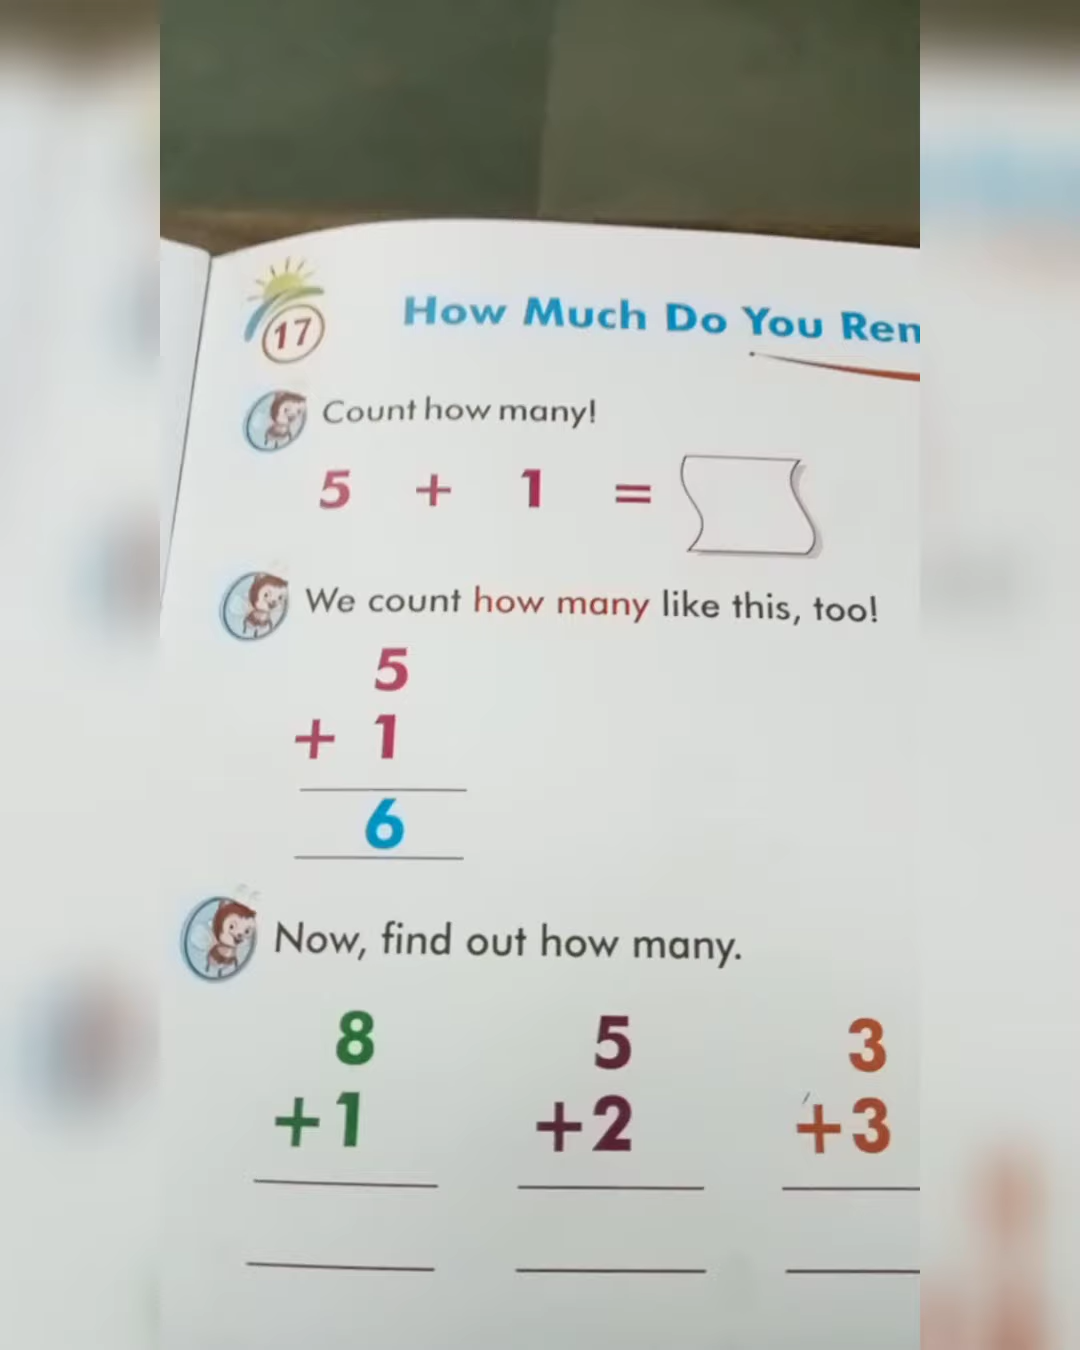 17
How Much Do You
Count how many!
5 + 1 =
We count how many like this, too!
5
+ 1
6
Now, find out how many.
8 5 3
+1 +2 +3